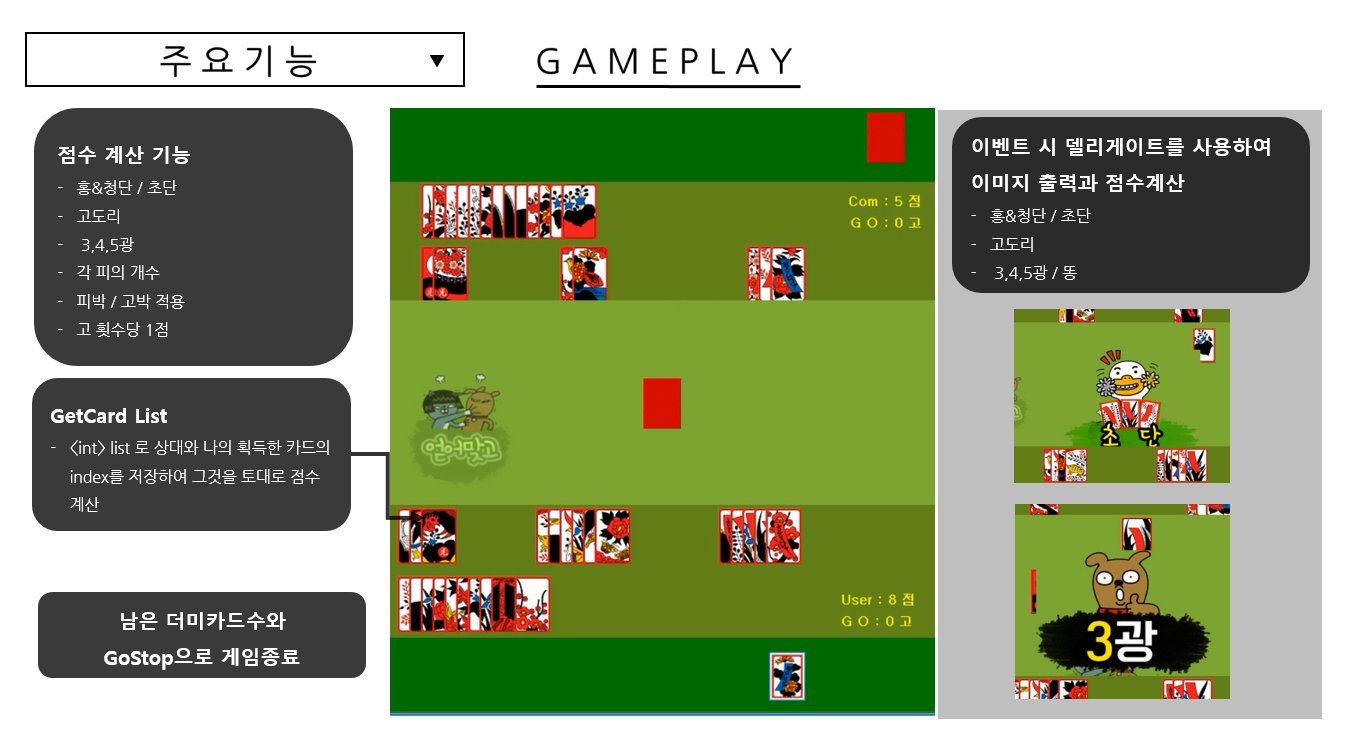 주요기능 ▼
GAMEPLAY
점수 계산 기능
- 홍&청단 / 초단
- 고도리
- 3,4,5광
- 각 피의 개수
- 피박 / 고박 적용
- 고 횟수당 1점
GetCard List
- <int> list 로 상대와 나의 획득한 카드의
index를 저장하여 그것을 토대로 점수
계산
남은 더미카드수와
GoStop으로 게임종료
Com : 5 점
G O : 0 고
얻어맞고
User : 8 점
G O : 0 고
이벤트 시 델리게이트를 사용하여
이미지 출력과 점수계산
- 홍&청단 / 초단
- 고도리
- 3,4,5광 / 똥
초 단
3광